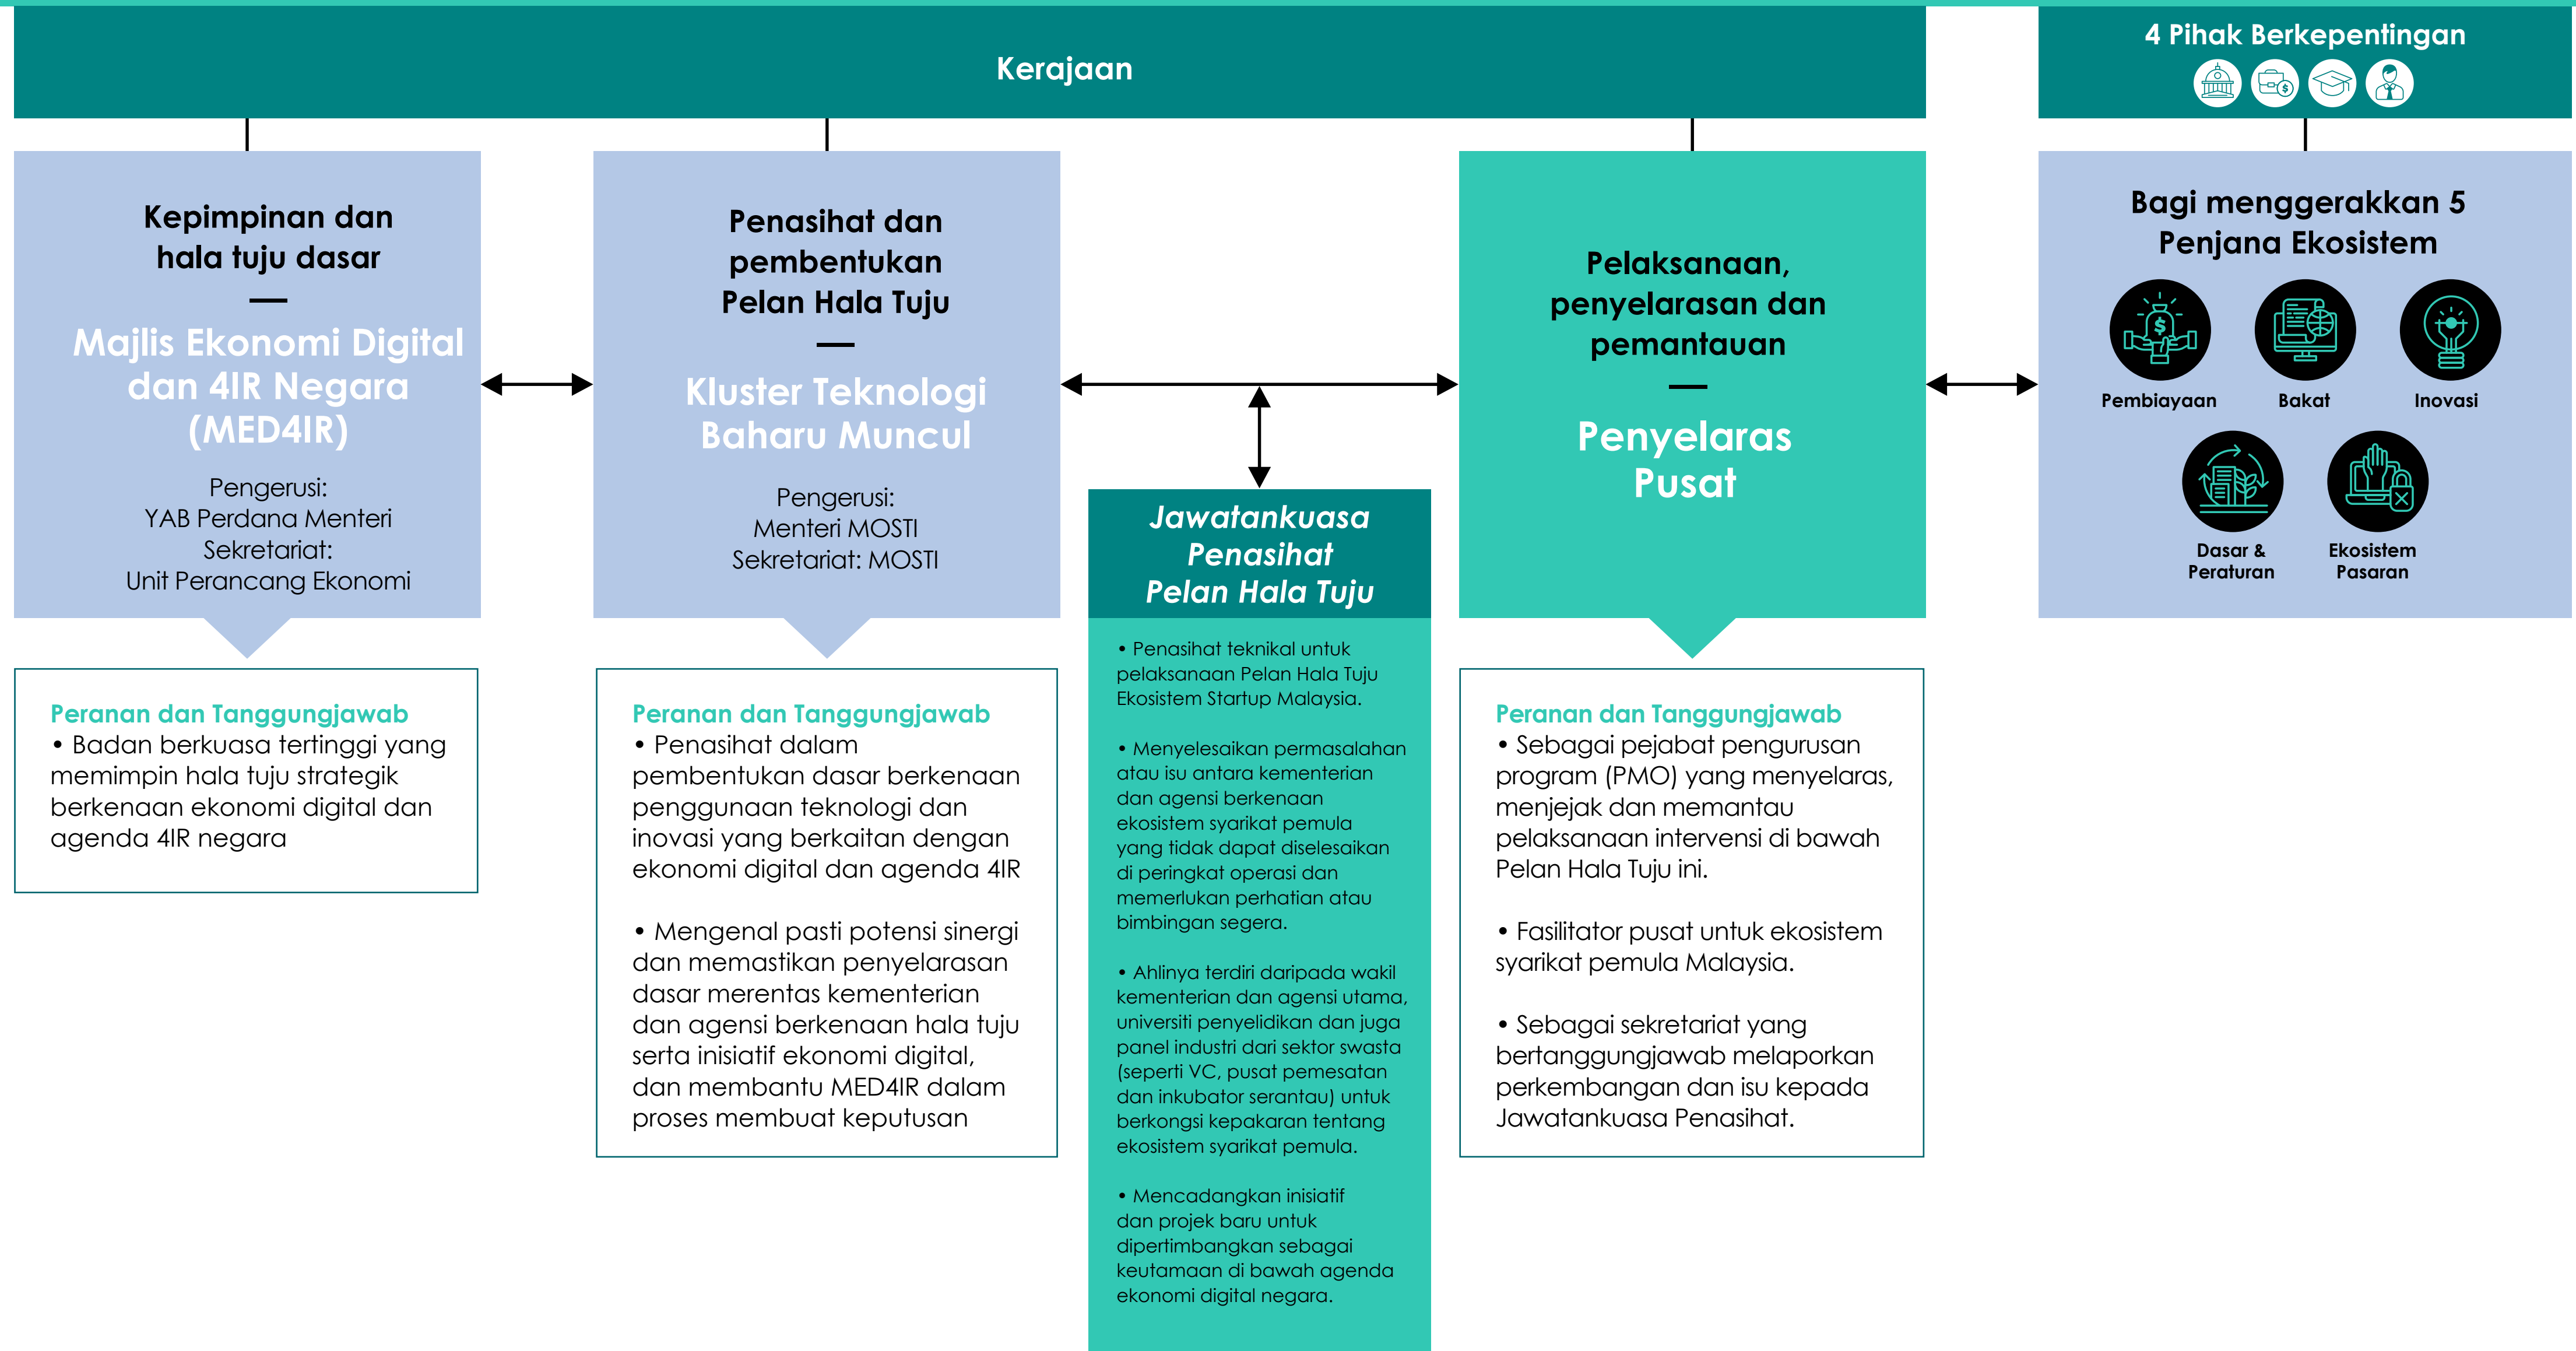 Kerajaan
4 Pihak Berkepentingan
Kepimpinan dan
hala tuju dasar
Majlis Ekonomi Digital
dan 4IR Negara
(MED4IR)
Pengerusi:
YAB Perdana Menteri
Sekretariat:
Unit Perancang Ekonomi
Peranan dan Tanggungjawab
• Badan berkuasa tertinggi yang
memimpin hala tuju strategik
berkenaan ekonomi digital dan
agenda 4IR negara
Penasihat dan
pembentukan
Pelan Hala Tuju
Kluster Teknologi
Baharu Muncul
Pengerusi:
Menteri MOSTI
Sekretariat: MOSTI
Peranan dan Tanggungjawab
• Penasihat dalam
pembentukan dasar berkenaan
penggunaan teknologi dan
inovasi yang berkaitan dengan
ekonomi digital dan agenda 4IR
• Mengenal pasti potensi sinergi
dan memastikan penyelarasan
dasar merentas kementerian
dan agensi berkenaan hala tuju
serta inisiatif ekonomi digital,
dan membantu MED4IR dalam
proses membuat keputusan
Jawatankuasa
Penasihat
Pelan Hala Tuju
• Penasihat teknikal untuk
pelaksanaan Pelan Hala Tuju
Ekosistem Startup Malaysia.
• Menyelesaikan permasalahan
atau isu antara kementerian
dan agensi berkenaan
ekosistem syarikat pemula
yang tidak dapat diselesaikan
di peringkat operasi dan
memerlukan perhatian atau
bimbingan segera.
• Ahlinya terdiri daripada wakil
kementerian dan agensi utama,
universiti penyelidikan dan juga
panel industri dari sektor swasta
(seperti VC, pusat pemesatan
dan inkubator serantau) untuk
berkongsi kepakaran tentang
ekosistem syarikat pemula.
• Mencadangkan inisiatif
dan projek baru untuk
dipertimbangkan sebagai
keutamaan di bawah agenda
ekonomi digital negara.
Pelaksanaan,
penyelarasan dan
pemantauan
Penyelaras
Pusat
Peranan dan Tanggungjawab
• Sebagai pejabat pengurusan
program (PMO) yang menyelaras,
menjejak dan memantau
pelaksanaan intervensi di bawah
Pelan Hala Tuju ini.
• Fasilitator pusat untuk ekosistem
syarikat pemula Malaysia.
• Sebagai sekretariat yang
bertanggungjawab melaporkan
perkembangan dan isu kepada
Jawatankuasa Penasihat.
Bagi menggerakkan 5
Penjana Ekosistem
Pembiayaan
Bakat
Inovasi
Dasar &
Peraturan
Ekosistem
Pasaran